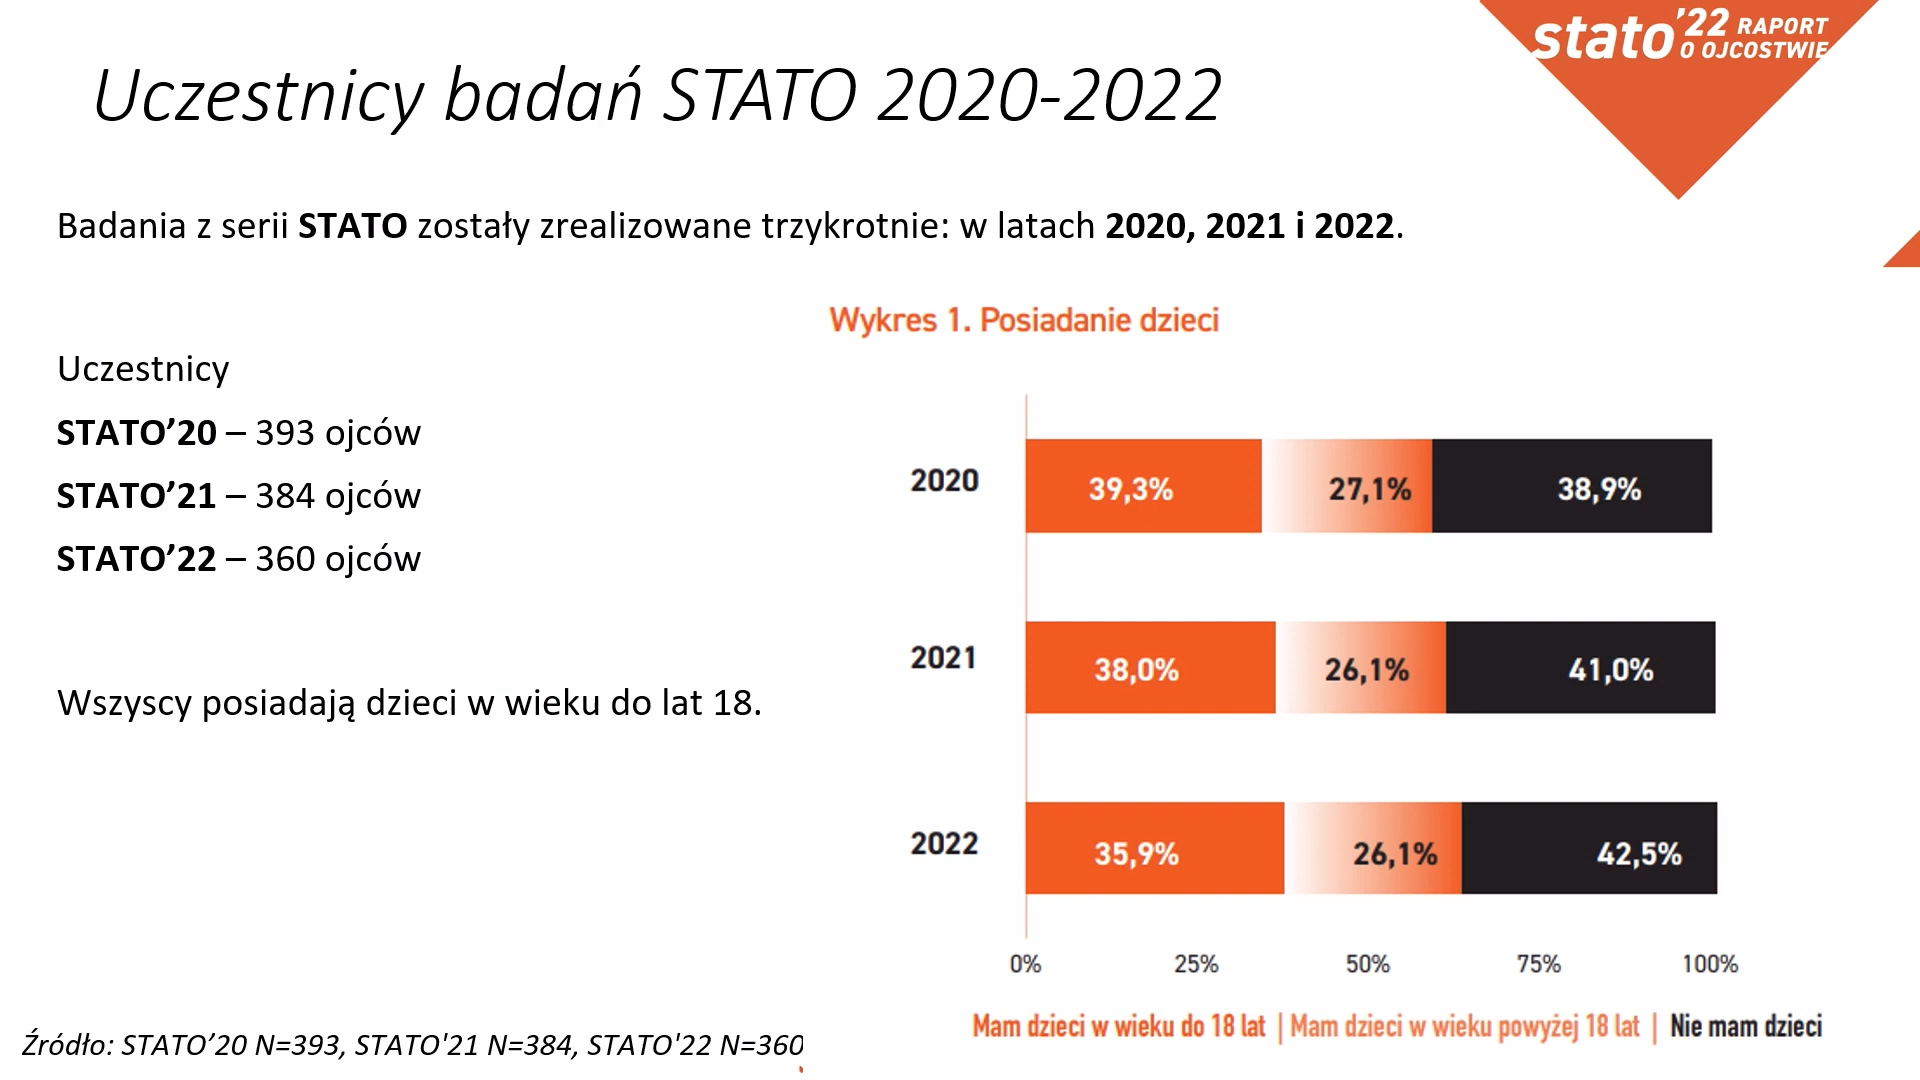 stato'22 RAPORT O OJCOSTWIE
Uczestnicy badań STATO 2020-2022
Badania z serii STATO zostały zrealizowane trzykrotnie: w latach 2020, 2021 i 2022.
Uczestnicy
STATO’20 – 393 ojców
STATO’21 – 384 ojców
STATO’22 – 360 ojców
Wszyscy posiadają dzieci w wieku do lat 18.
Źródło: STATO’20 N=393, STATO'21 N=384, STATO'22 N=360
Wykres 1. Posiadanie dzieci
2020 39,3% 27,1% 38,9%
2021 38,0% 26,1% 41,0%
2022 35,9% 26,1% 42,5%
0% 25% 50% 75% 100%
Mam dzieci w wieku do 18 lat | Mam dzieci w wieku powyżej 18 lat | Nie mam dzieci